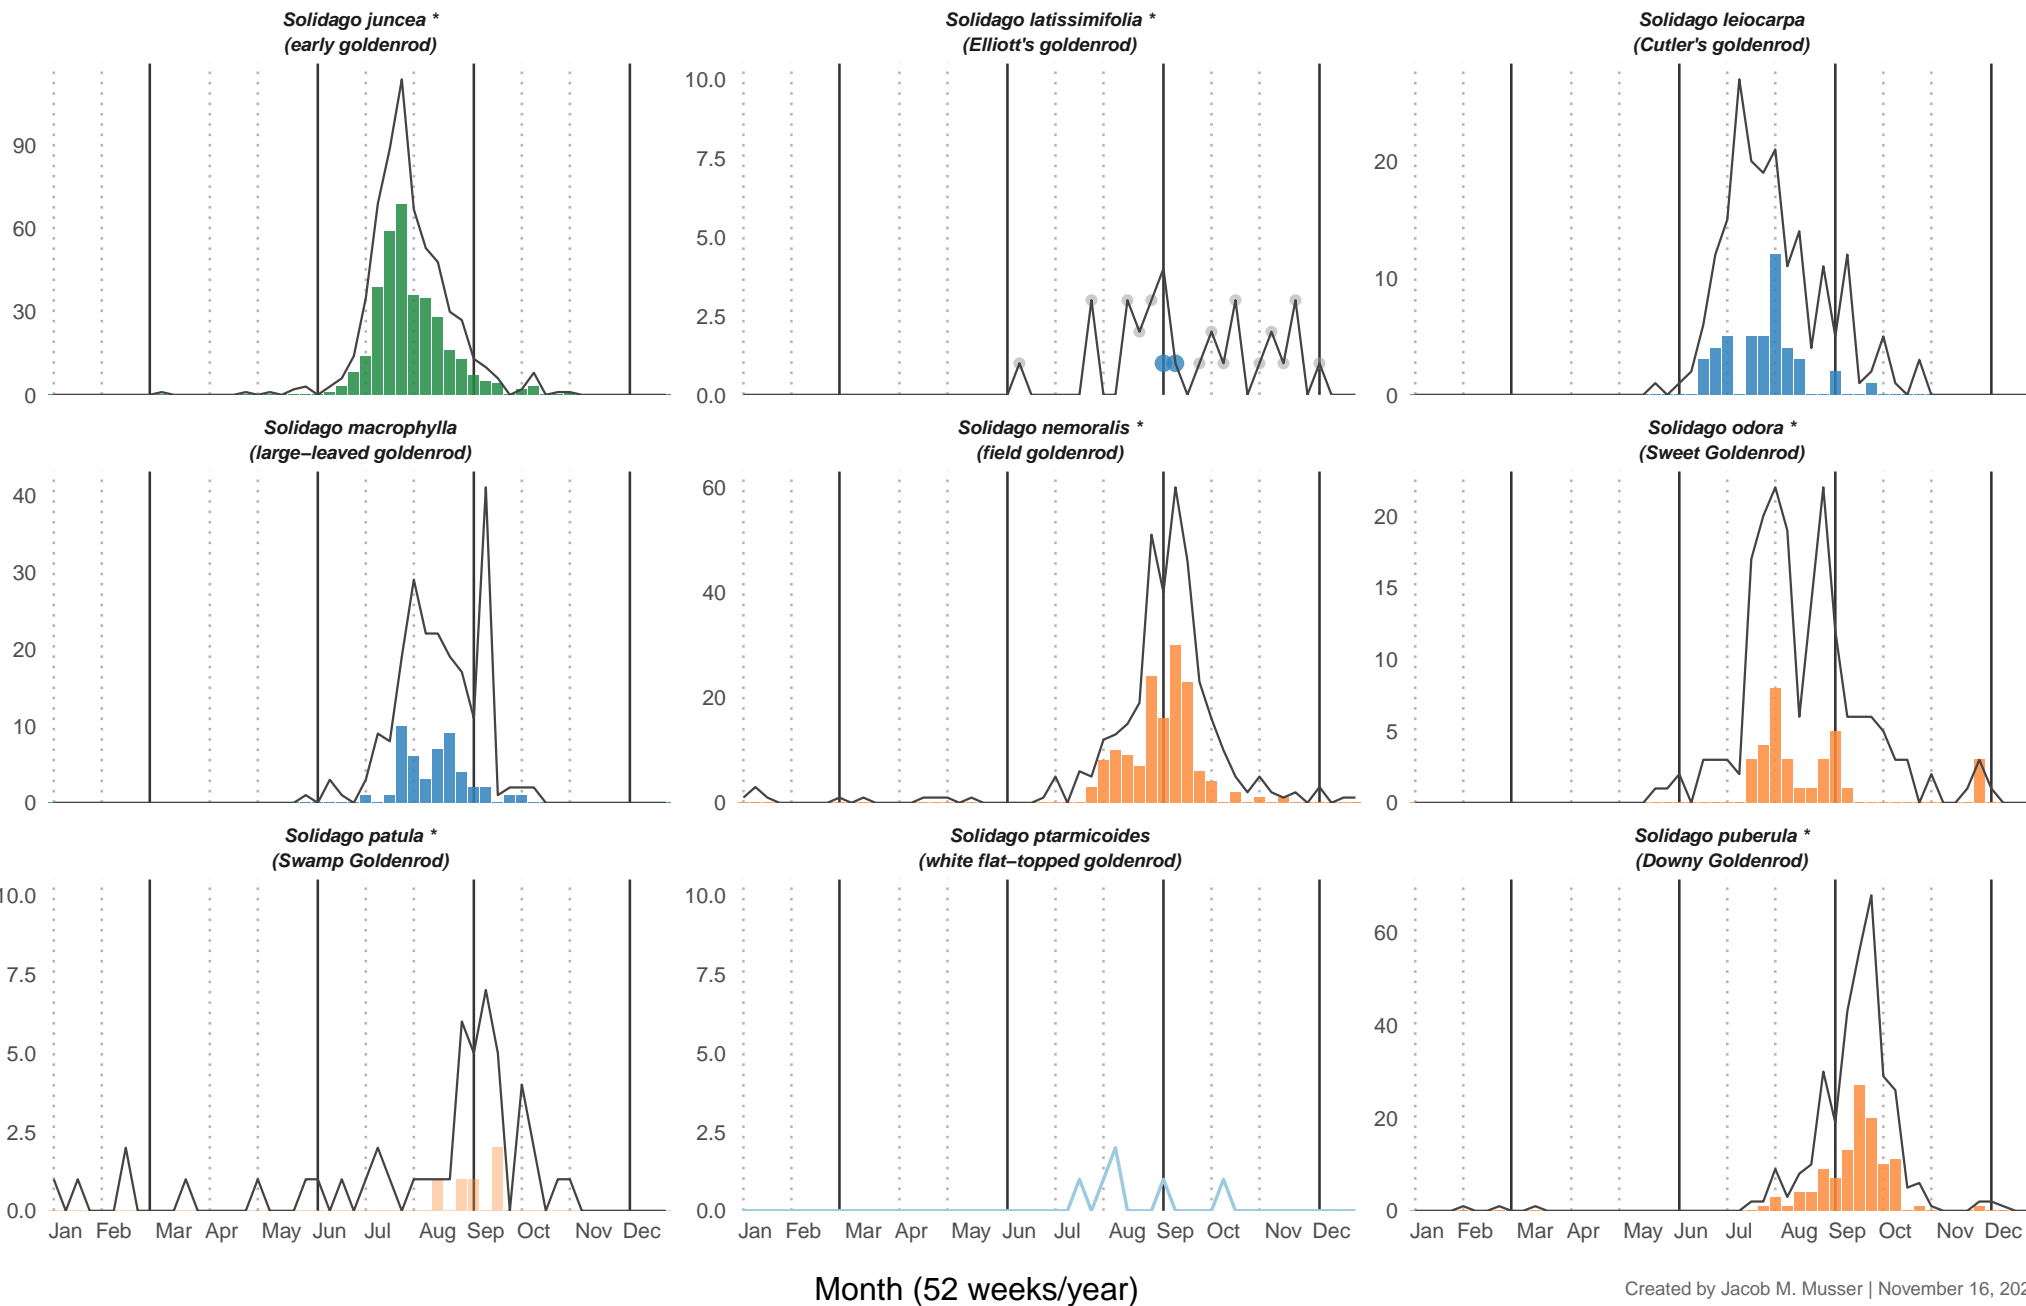 Solidago juncea *
(early goldenrod)
Solidago latissimifolia *
(Elliott's goldenrod)
Solidago leiocarpa
(Cutler's goldenrod)
90
60
30
0
10.0
7.5
5.0
2.5
0.0
20
10
0
Solidago macrophylla
(large–leaved goldenrod)
Solidago nemoralis *
(field goldenrod)
Solidago odora *
(Sweet Goldenrod)
40
30
20
10
0
60
40
20
0
20
15
10
5
0
Solidago patula *
(Swamp Goldenrod)
Solidago ptarmicoides
(white flat–topped goldenrod)
Solidago puberula *
(Downy Goldenrod)
10.0
7.5
5.0
2.5
0.0
10.0
7.5
5.0
2.5
0.0
60
40
20
0
Jan Feb Mar Apr May Jun Jul Aug Sep Oct Nov Dec
Jan Feb Mar Apr May Jun Jul Aug Sep Oct Nov Dec
Jan Feb Mar Apr May Jun Jul Aug Sep Oct Nov Dec
Month (52 weeks/year)
Created by Jacob M. Musser | November 16,